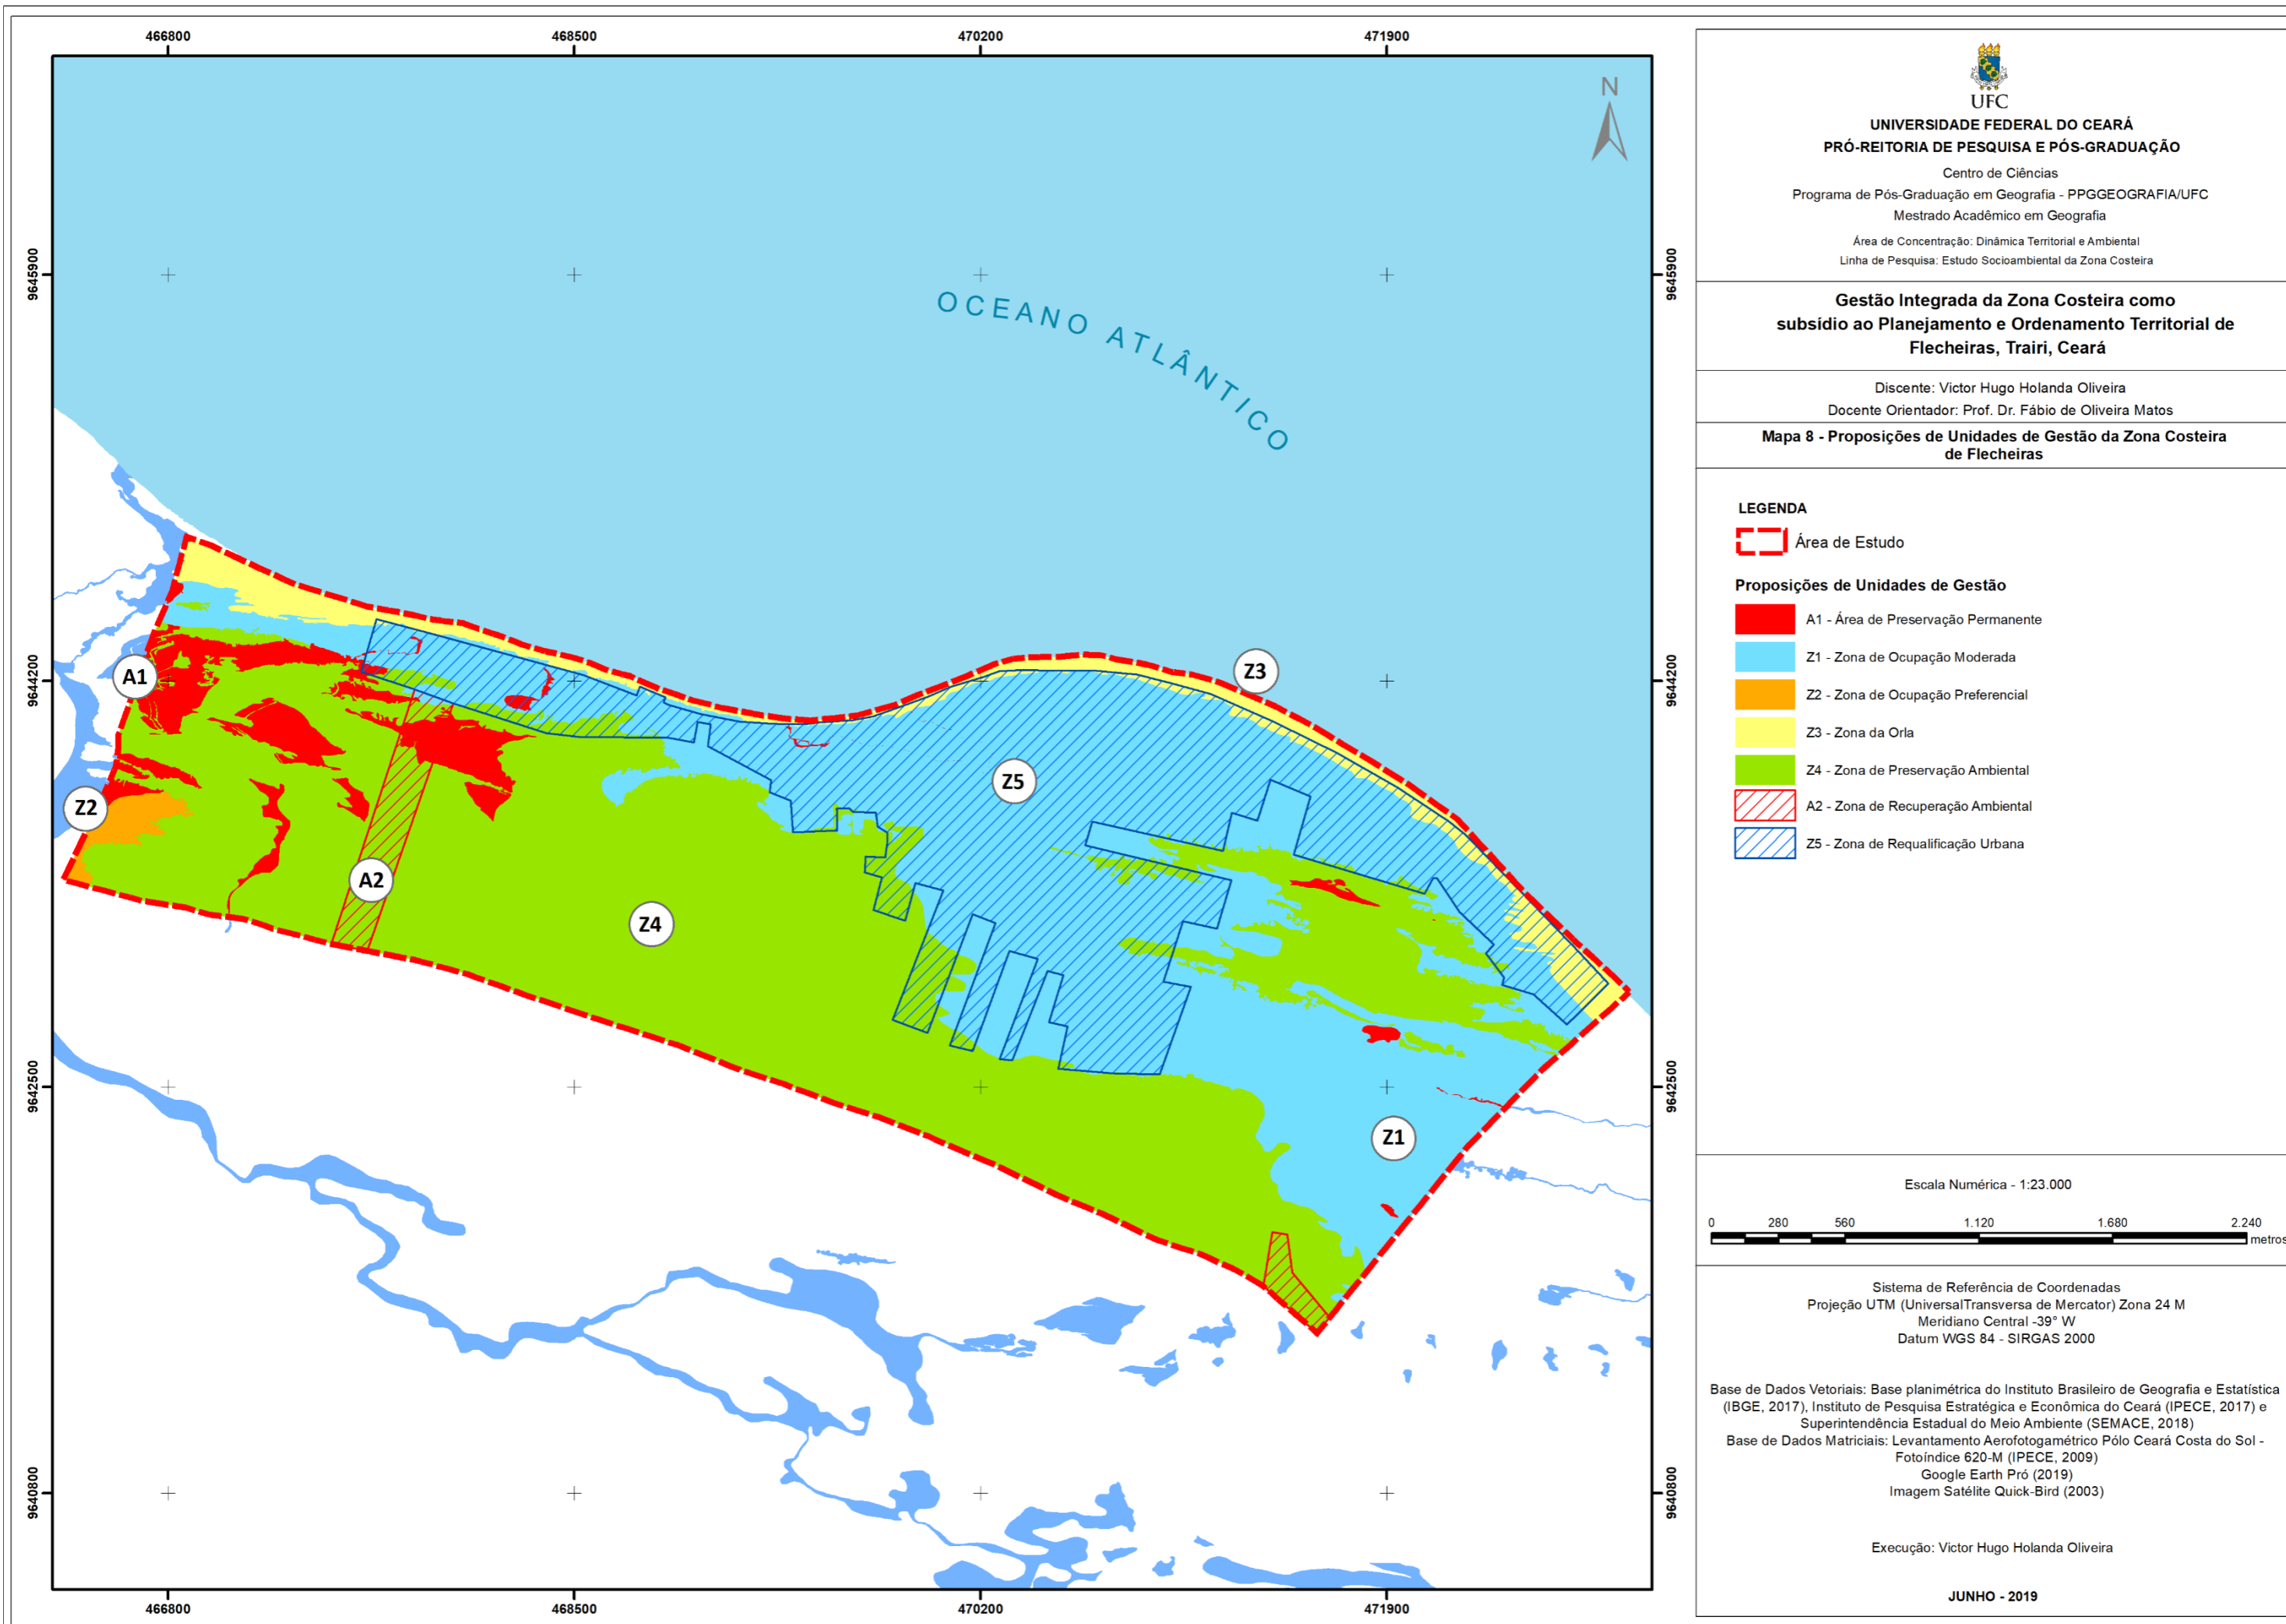 466800
468500
470200
471900
9645900
9645900
9644200
9644200
9642500
9642500
9640800
9640800
466800
468500
470200
471900
N
OCEANO ATLÂNTICO
A1
Z2
A2
Z4
Z5
Z3
Z1
UFC
UNIVERSIDADE FEDERAL DO CEARÁ
PRÓ-REITORIA DE PESQUISA E PÓS-GRADUAÇÃO
Centro de Ciências
Programa de Pós-Graduação em Geografia - PPGGEOGRAFIA/UFC
Mestrado Acadêmico em Geografia
Área de Concentração: Dinâmica Territorial e Ambiental
Linha de Pesquisa: Estudo Socioambiental da Zona Costeira
Gestão Integrada da Zona Costeira como
subsídio ao Planejamento e Ordenamento Territorial de
Flecheiras, Trairi, Ceará
Discente: Victor Hugo Holanda Oliveira
Docente Orientador: Prof. Dr. Fábio de Oliveira Matos
Mapa 8 - Proposições de Unidades de Gestão da Zona Costeira
de Flecheiras
LEGENDA
Área de Estudo
Proposições de Unidades de Gestão
A1 - Área de Preservação Permanente
Z1 - Zona de Ocupação Moderada
Z2 - Zona de Ocupação Preferencial
Z3 - Zona da Orla
Z4 - Zona de Preservação Ambiental
A2 - Zona de Recuperação Ambiental
Z5 - Zona de Requalificação Urbana
Escala Numérica - 1:23.000
0 280 560 1.120 1.680 2.240
metros
Sistema de Referência de Coordenadas
Projeção UTM (UniversalTransversa de Mercator) Zona 24 M
Meridiano Central -39° W
Datum WGS 84 - SIRGAS 2000
Base de Dados Vetoriais: Base planimétrica do Instituto Brasileiro de Geografia e Estatística
(IBGE, 2017), Instituto de Pesquisa Estratégica e Econômica do Ceará (IPECE, 2017) e
Superintendência Estadual do Meio Ambiente (SEMACE, 2018)
Base de Dados Matriciais: Levantamento Aerofotogamétrico Pólo Ceará Costa do Sol -
Fotoíndice 620-M (IPECE, 2009)
Google Earth Pró (2019)
Imagem Satélite Quick-Bird (2003)
Execução: Victor Hugo Holanda Oliveira
JUNHO - 2019